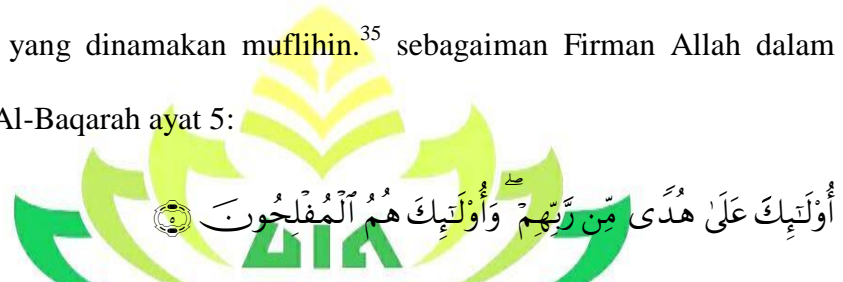 yang dinamakan muflihin.³⁵ sebagaiman Firman Allah dalam
Al-Baqarah ayat 5:
أُوْلَـٰٓئِكَ عَلَىٰ هُدًى مِّن رَّبِّهِمْ ۖ وَأُوْلَـٰٓئِكَ هُمُ ٱلْمُفْلِحُونَ ۝٥